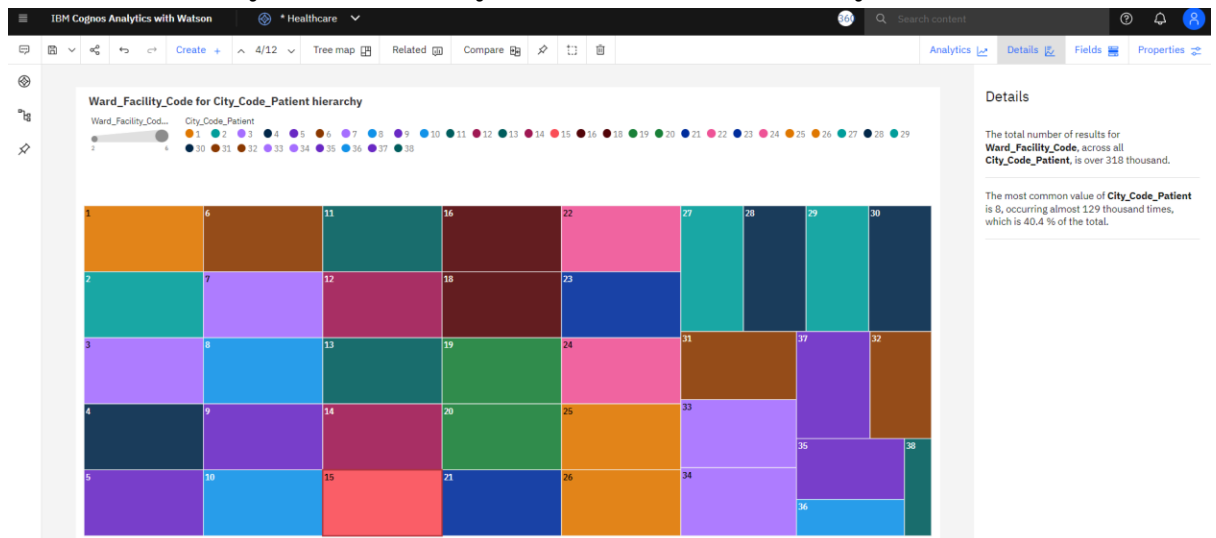 IBM Cognos Analytics with Watson
* Healthcare
360
Search content
Create +
4/12
Tree map
Related
Compare
Analytics
Details
Fields
Properties
Ward_Facility_Code for City_Code_Patient hierarchy
Ward_Facility_Cod...
2 6
City_Code_Patient
1 2 3 4 5 6 7 8 9 10 11 12 13 14 15 16 18 19 20 21 22 23 24 25 26 27 28 29
30 31 32 33 34 35 36 37 38
1 6 11 16 22 27 28 29 30
2 7 12 18 23
3 8 13 19 24 31 37 32
4 9 14 20 25 33
5 10 15 21 26 34 35 38
36
Details
The total number of results for
Ward_Facility_Code, across all
City_Code_Patient, is over 318 thousand.
The most common value of City_Code_Patient
is 8, occurring almost 129 thousand times,
which is 40.4 % of the total.